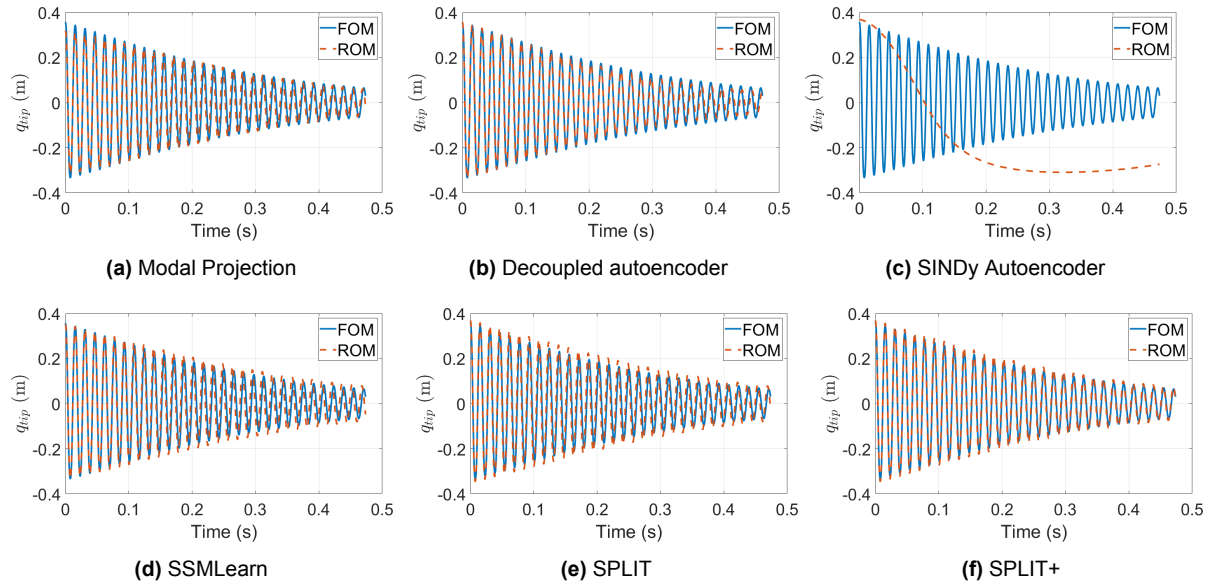 0.4
0.2
0
-0.2
-0.4
q_tip (m)
FOM
ROM
0 0.1 0.2 0.3 0.4 0.5
Time (s)
(a) Modal Projection
0.4
0.2
0
-0.2
-0.4
q_tip (m)
FOM
ROM
0 0.1 0.2 0.3 0.4 0.5
Time (s)
(b) Decoupled autoencoder
0.4
0.2
0
-0.2
-0.4
q_tip (m)
FOM
ROM
0 0.1 0.2 0.3 0.4 0.5
Time (s)
(c) SINDy Autoencoder
0.4
0.2
0
-0.2
-0.4
q_tip (m)
FOM
ROM
0 0.1 0.2 0.3 0.4 0.5
Time (s)
(d) SSMLearn
0.4
0.2
0
-0.2
-0.4
q_tip (m)
FOM
ROM
0 0.1 0.2 0.3 0.4 0.5
Time (s)
(e) SPLIT
0.4
0.2
0
-0.2
-0.4
q_tip (m)
FOM
ROM
0 0.1 0.2 0.3 0.4 0.5
Time (s)
(f) SPLIT+